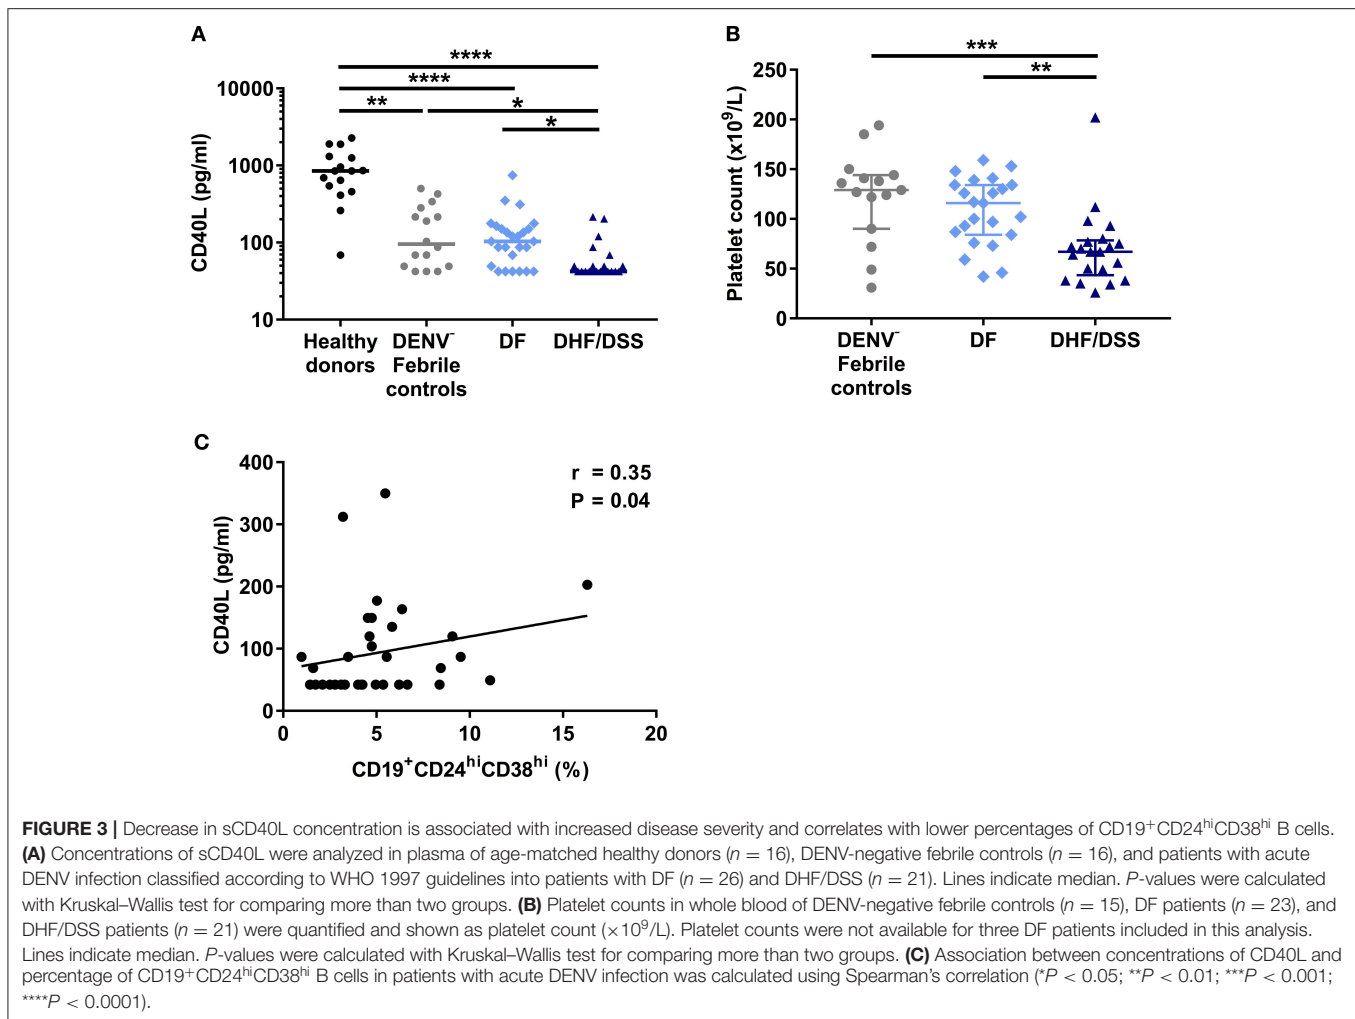 A
****
****
** *
*
10000
1000
100
10
CD40L (pg/ml)
Healthy donors
DENV⁻ Febrile controls
DF
DHF/DSS
B
***
**
250
200
150
100
50
0
Platelet count (x10⁹/L)
DENV⁻ Febrile controls
DF
DHF/DSS
C
r = 0.35
P = 0.04
400
300
200
100
0
CD40L (pg/ml)
0 5 10 15 20
CD19⁺CD24ʰⁱCD38ʰⁱ (%)
FIGURE 3 | Decrease in sCD40L concentration is associated with increased disease severity and correlates with lower percentages of CD19⁺CD24ʰⁱCD38ʰⁱ B cells.
(A) Concentrations of sCD40L were analyzed in plasma of age-matched healthy donors (n = 16), DENV-negative febrile controls (n = 16), and patients with acute
DENV infection classified according to WHO 1997 guidelines into patients with DF (n = 26) and DHF/DSS (n = 21). Lines indicate median. P-values were calculated
with Kruskal–Wallis test for comparing more than two groups. (B) Platelet counts in whole blood of DENV-negative febrile controls (n = 15), DF patients (n = 23), and
DHF/DSS patients (n = 21) were quantified and shown as platelet count (×10⁹/L). Platelet counts were not available for three DF patients included in this analysis.
Lines indicate median. P-values were calculated with Kruskal–Wallis test for comparing more than two groups. (C) Association between concentrations of CD40L and
percentage of CD19⁺CD24ʰⁱCD38ʰⁱ B cells in patients with acute DENV infection was calculated using Spearman's correlation (*P < 0.05; **P < 0.01; ***P < 0.001;
****P < 0.0001).